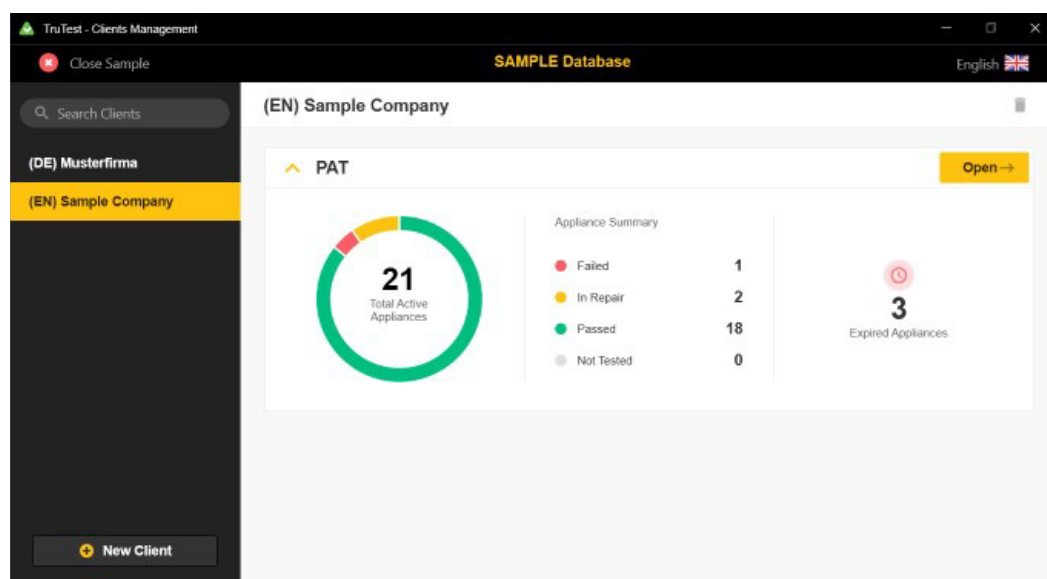 TruTest - Clients Management
Close Sample
SAMPLE Database
English
Search Clients
(DE) Musterfirma
(EN) Sample Company
New Client
(EN) Sample Company
PAT
Open →
21
Total Active
Appliances
Appliance Summary
Failed 1
In Repair 2
Passed 18
Not Tested 0
3
Expired Appliances